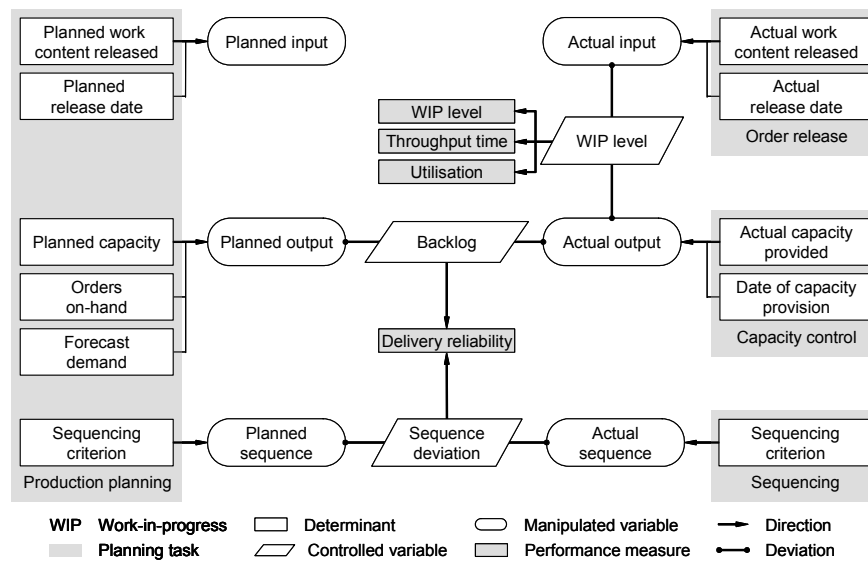 Planned work
content released
Planned input
Actual input
Actual work
content released
Planned
release date
Actual
release date
Order release
WIP level
Throughput time
Utilisation
WIP level
Planned capacity
Planned output
Backlog
Actual output
Actual capacity
provided
Orders
on-hand
Date of capacity
provision
Forecast
demand
Delivery reliability
Capacity control
Sequencing
criterion
Planned
sequence
Sequence
deviation
Actual
sequence
Sequencing
criterion
Production planning
Sequencing
WIP Work-in-progress
Determinant
Manipulated variable
Direction
Planning task
Controlled variable
Performance measure
Deviation